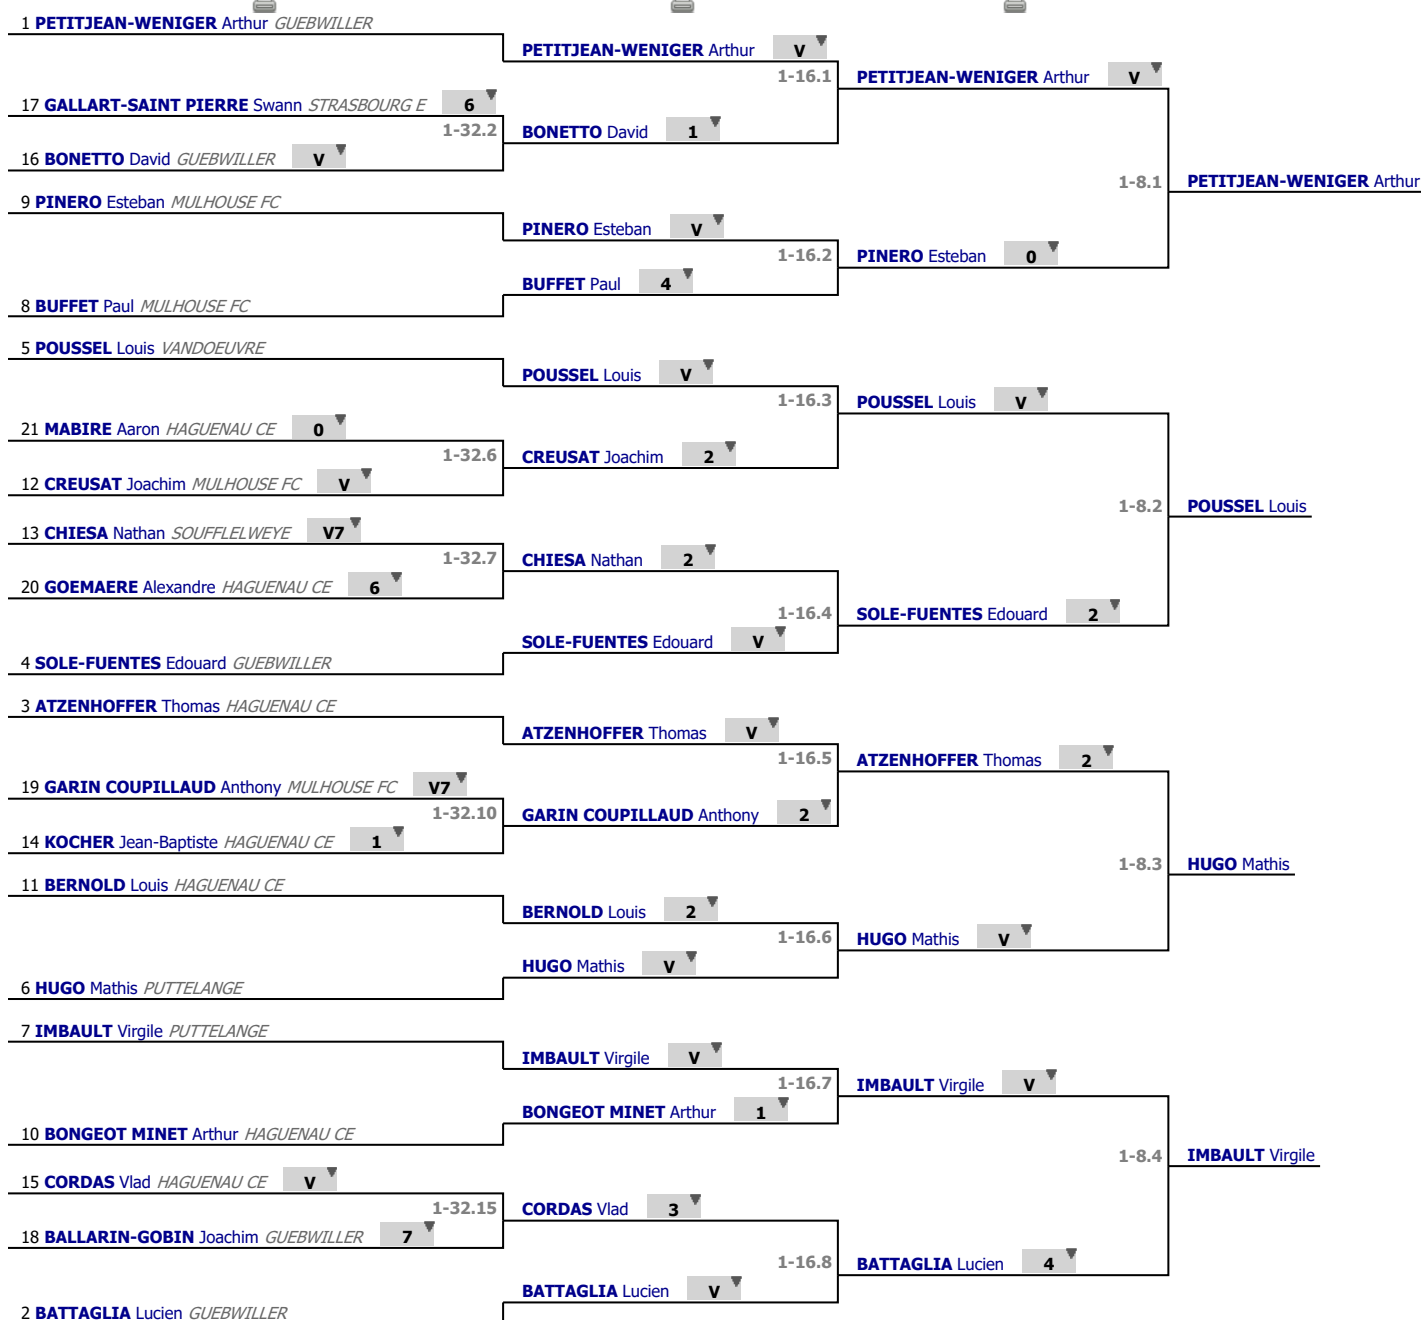 1 PETITJEAN-WENIGER Arthur GUEBWILLER
PETITJEAN-WENIGER Arthur V
1-16.1
PETITJEAN-WENIGER Arthur V
17 GALLART-SAINT PIERRE Swann STRASBOURG E 6
1-32.2
BONETTO David 1
16 BONETTO David GUEBWILLER V
1-8.1
PETITJEAN-WENIGER Arthur
9 PINERO Esteban MULHOUSE FC
PINERO Esteban V
1-16.2
PINERO Esteban 0
BUFFET Paul 4
8 BUFFET Paul MULHOUSE FC
5 POUSSEL Louis VANDOEUVRE
POUSSEL Louis V
1-16.3
POUSSEL Louis V
21 MABIRE Aaron HAGUENAU CE 0
1-32.6
CREUSAT Joachim 2
12 CREUSAT Joachim MULHOUSE FC V
1-8.2
POUSSEL Louis
13 CHIESA Nathan SOUFFLELWEYE V7
1-32.7
CHIESA Nathan 2
20 GOEMAERE Alexandre HAGUENAU CE 6
1-16.4
SOLE-FUENTES Edouard 2
SOLE-FUENTES Edouard V
4 SOLE-FUENTES Edouard GUEBWILLER
3 ATZENHOFFER Thomas HAGUENAU CE
ATZENHOFFER Thomas V
1-16.5
ATZENHOFFER Thomas 2
19 GARIN COUPILLAUD Anthony MULHOUSE FC V7
1-32.10
GARIN COUPILLAUD Anthony 2
14 KOCHER Jean-Baptiste HAGUENAU CE 1
1-8.3
HUGO Mathis
11 BERNOLD Louis HAGUENAU CE
BERNOLD Louis 2
1-16.6
HUGO Mathis V
HUGO Mathis V
6 HUGO Mathis PUTTELANGE
7 IMBAULT Virgile PUTTELANGE
IMBAULT Virgile V
1-16.7
IMBAULT Virgile V
BONGEOT MINET Arthur 1
10 BONGEOT MINET Arthur HAGUENAU CE
1-8.4
IMBAULT Virgile
15 CORDAS Vlad HAGUENAU CE V
1-32.15
CORDAS Vlad 3
18 BALLARIN-GOBIN Joachim GUEBWILLER 7
1-16.8
BATTAGLIA Lucien 4
BATTAGLIA Lucien V
2 BATTAGLIA Lucien GUEBWILLER